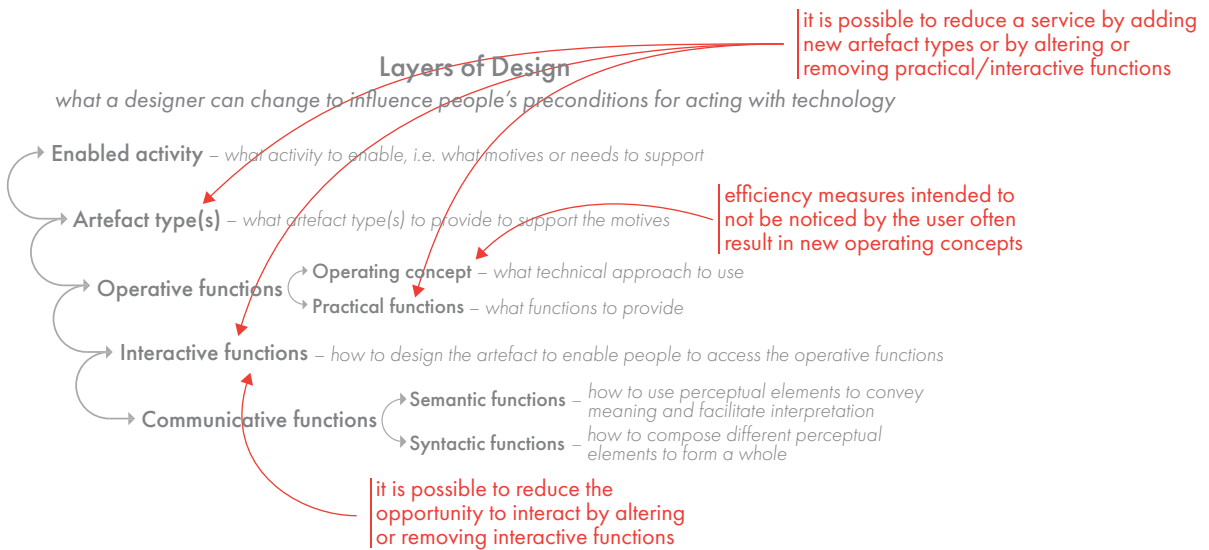 it is possible to reduce a service by adding
new artefact types or by altering or
removing practical/interactive functions
Layers of Design
what a designer can change to influence people’s preconditions for acting with technology
Enabled activity – what activity to enable, i.e. what motives or needs to support
efficiency measures intended to
not be noticed by the user often
result in new operating concepts
Artefact type(s) – what artefact type(s) to provide to support the motives
Operative functions
Operating concept – what technical approach to use
Practical functions – what functions to provide
Interactive functions – how to design the artefact to enable people to access the operative functions
Communicative functions
Semantic functions – how to use perceptual elements to convey
meaning and facilitate interpretation
Syntactic functions – how to compose different perceptual
elements to form a whole
it is possible to reduce the
opportunity to interact by altering
or removing interactive functions